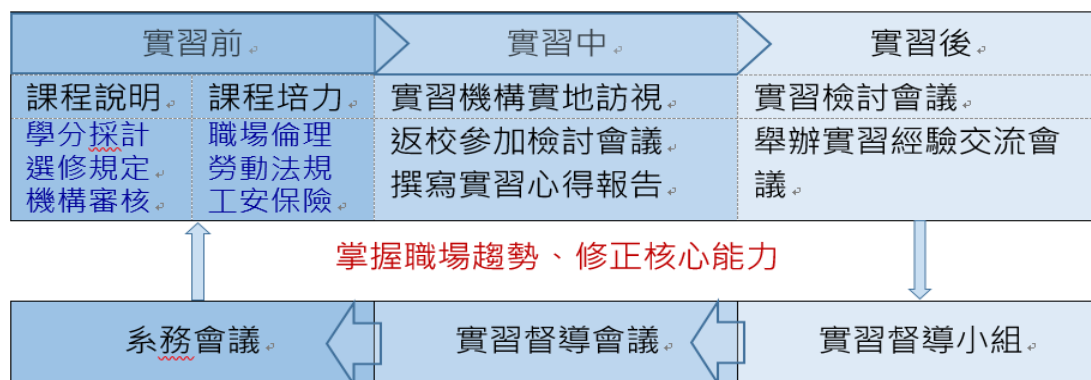 實習前
實習中
實習後
課程說明 課程培力 實習機構實地訪視 實習檢討會議
學分採計 職場倫理 返校參加檢討會議 舉辦實習經驗交流會
選修規定 勞動法規 撰寫實習心得報告 議
機構審核 工安保險
掌握職場趨勢、修正核心能力
系務會議 實習督導會議 實習督導小組